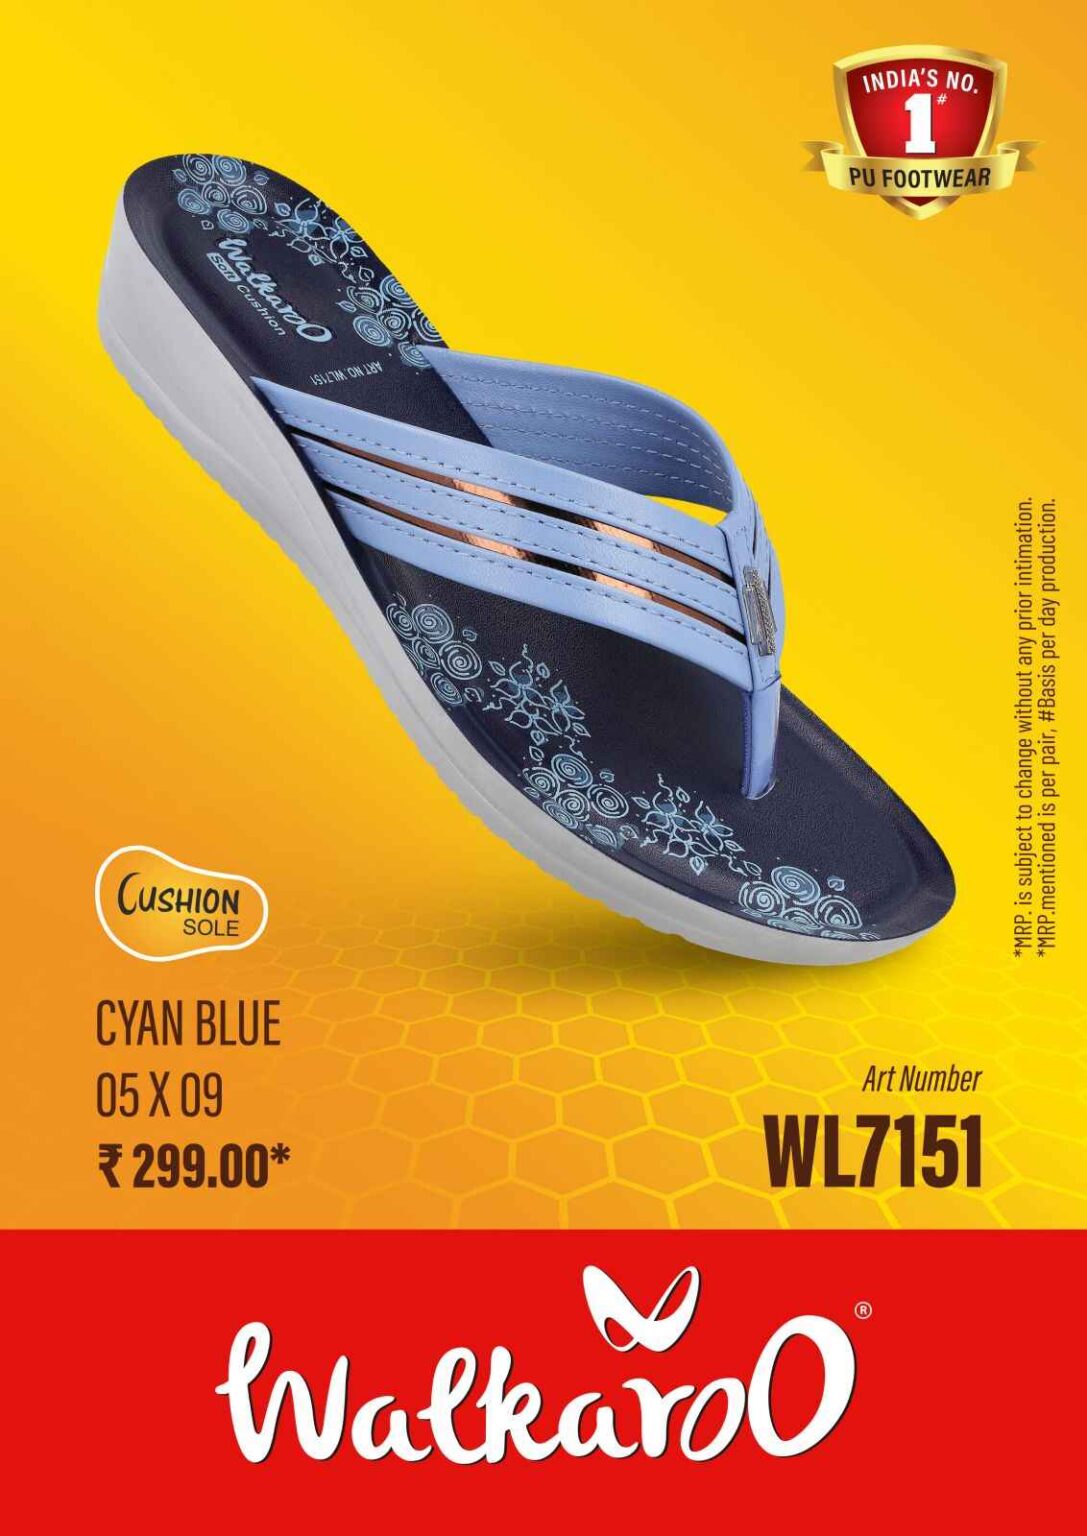 INDIA'S NO.
1#
PU FOOTWEAR
Walkaroo
Soft Cushion
ART NO. WL7151
*MRP. is subject to change without any prior intimation.
*MRP.mentioned is per pair, #Basis per day production.
CUSHION
SOLE
CYAN BLUE
05 X 09
₹ 299.00*
Art Number
WL7151
Walkaroo®